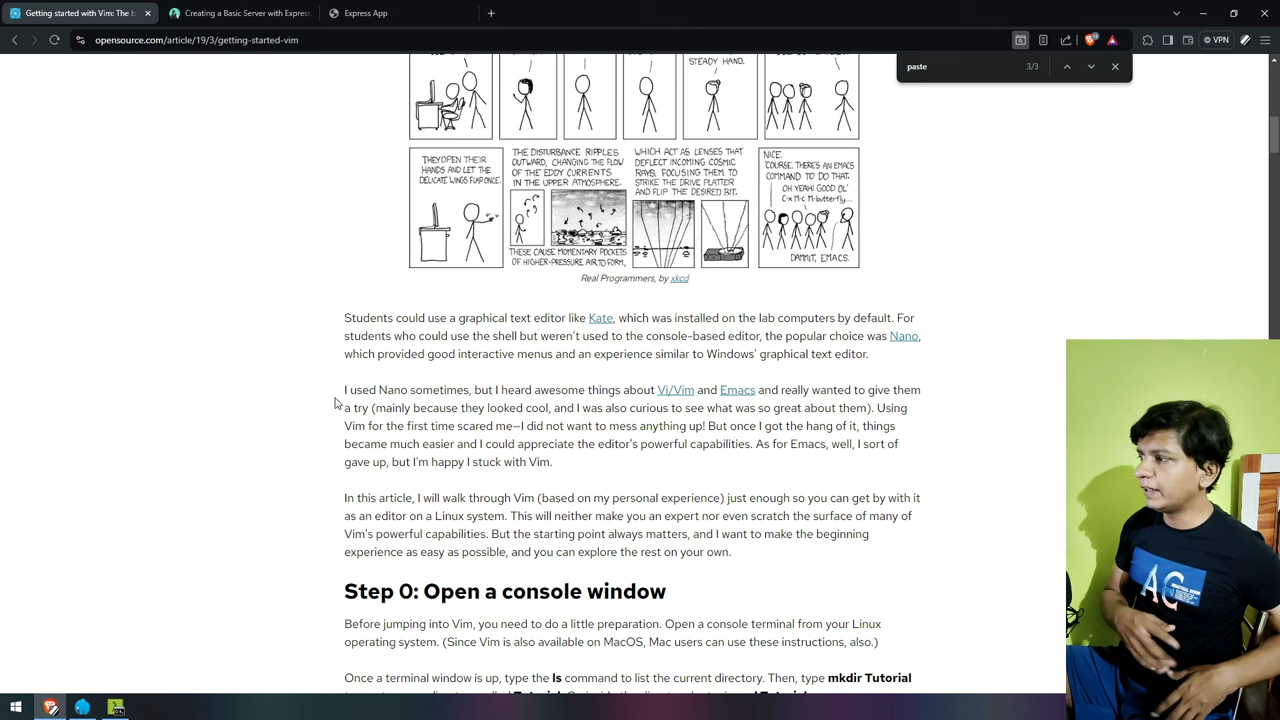 Getting started with Vim: The b
Creating a Basic Server with Express
Express App
opensource.com/article/19/3/getting-started-vim
VPN
paste
3/3
STEADY HAND.
THEY OPEN THEIR
HANDS AND LET THE
DELICATE WINGS FLAP ONCE.
THE DISTURBANCE RIPPLES
OUTWARD, CHANGING THE FLOW
OF THE EDDY CURRENTS
IN THE UPPER ATMOSPHERE.
THESE CAUSE MOMENTARY POCKETS
OF HIGHER-PRESSURE AIR TO FORM,
WHICH ACT AS LENSES THAT
DEFLECT INCOMING COSMIC
RAYS, FOCUSING THEM TO
STRIKE THE DRIVE PLATTER
AND FLIP THE DESIRED BIT.
NICE.
'COURSE, THERE'S AN EMACS
COMMAND TO DO THAT.
OH YEAH! GOOD OL'
C-x M-c M-butterfly...
DAMMIT, EMACS.
Real Programmers, by xkcd
Students could use a graphical text editor like Kate, which was installed on the lab computers by default. For
students who could use the shell but weren't used to the console-based editor, the popular choice was Nano,
which provided good interactive menus and an experience similar to Windows' graphical text editor.
I used Nano sometimes, but I heard awesome things about Vi/Vim and Emacs and really wanted to give them
a try (mainly because they looked cool, and I was also curious to see what was so great about them). Using
Vim for the first time scared me—I did not want to mess anything up! But once I got the hang of it, things
became much easier and I could appreciate the editor's powerful capabilities. As for Emacs, well, I sort of
gave up, but I'm happy I stuck with Vim.
In this article, I will walk through Vim (based on my personal experience) just enough so you can get by with it
as an editor on a Linux system. This will neither make you an expert nor even scratch the surface of many of
Vim's powerful capabilities. But the starting point always matters, and I want to make the beginning
experience as easy as possible, and you can explore the rest on your own.
Step 0: Open a console window
Before jumping into Vim, you need to do a little preparation. Open a console terminal from your Linux
operating system. (Since Vim is also available on MacOS, Mac users can use these instructions, also.)
Once a terminal window is up, type the ls command to list the current directory. Then, type mkdir Tutorial
AC